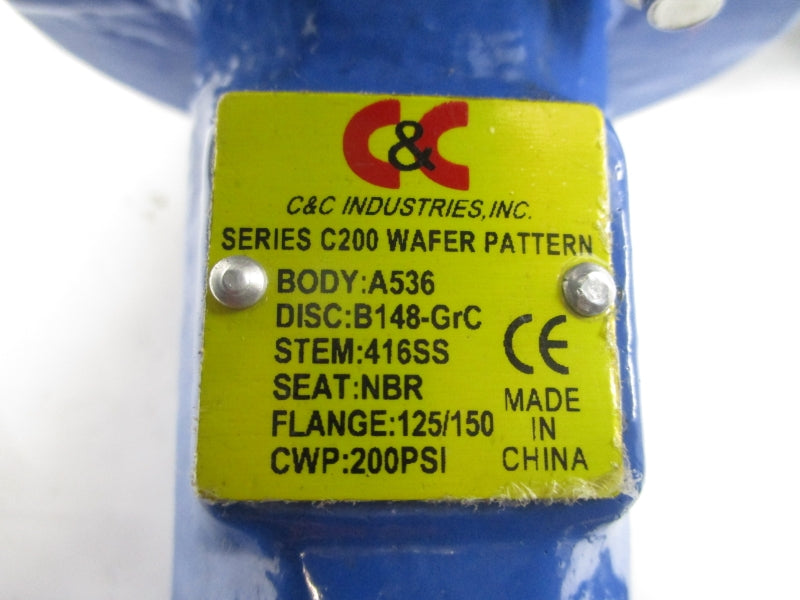 C&C
C&C INDUSTRIES,INC.
SERIES C200 WAFER PATTERN
BODY:A536
DISC:B148-GrC
STEM:416SS
SEAT:NBR
FLANGE:125/150
CWP:200PSI
CE
MADE
IN
CHINA